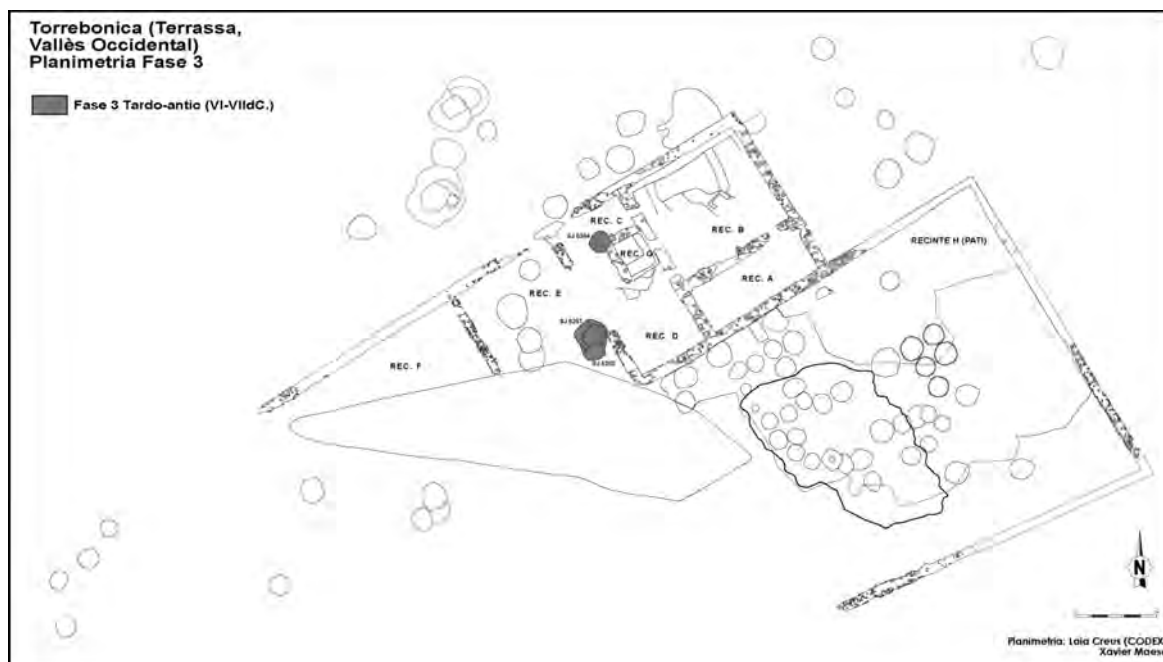 Torrebonica (Terrassa,
Vallès Occidental)
Planimetria Fase 3
Fase 3 Tardo-antic (VI-VIIdC.)
REC. C
REC. B
REC. G
RECINTE H (PATI)
REC. A
REC. E
REC. D
REC. F
N
Planimetria: Laia Creus (CODEX)
Xavier Maese